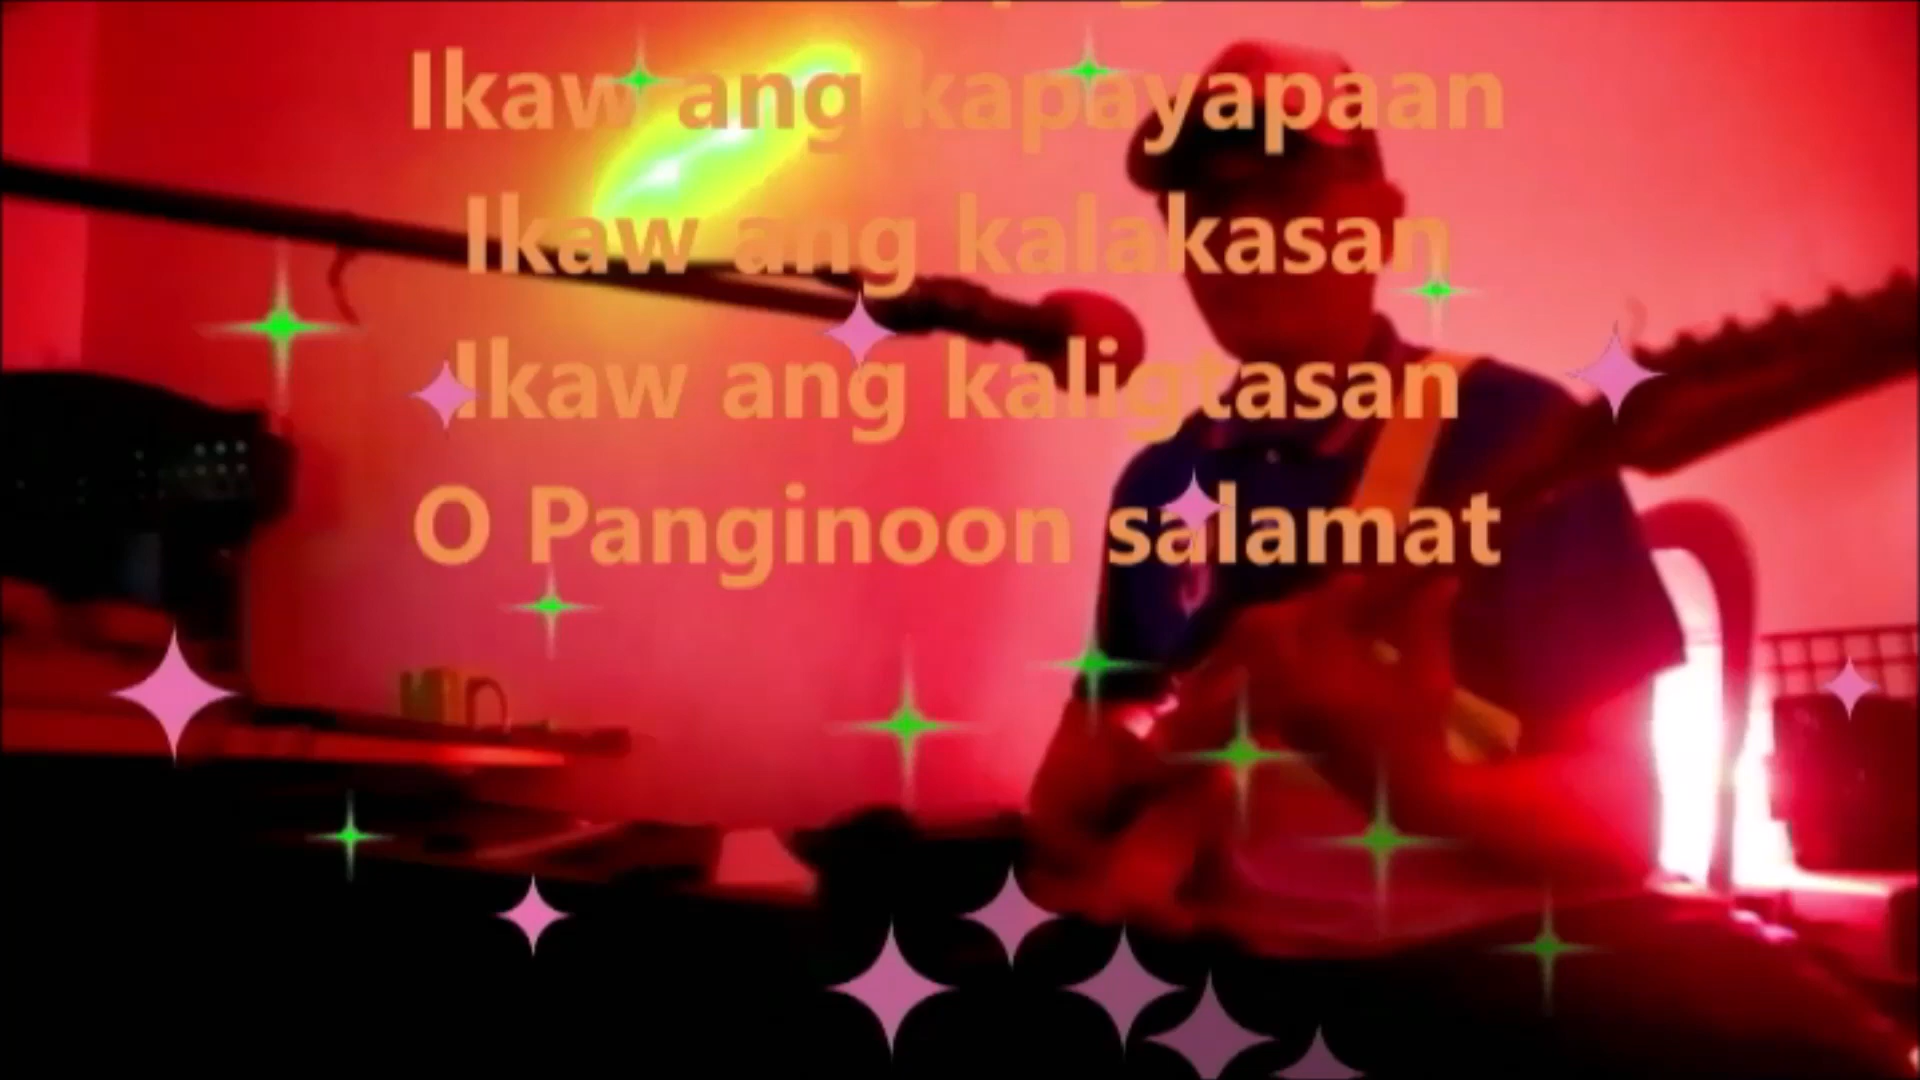 Ikaw ang kapayapaan
Ikaw ang kalakasan
Ikaw ang kaligtasan
O Panginoon salamat